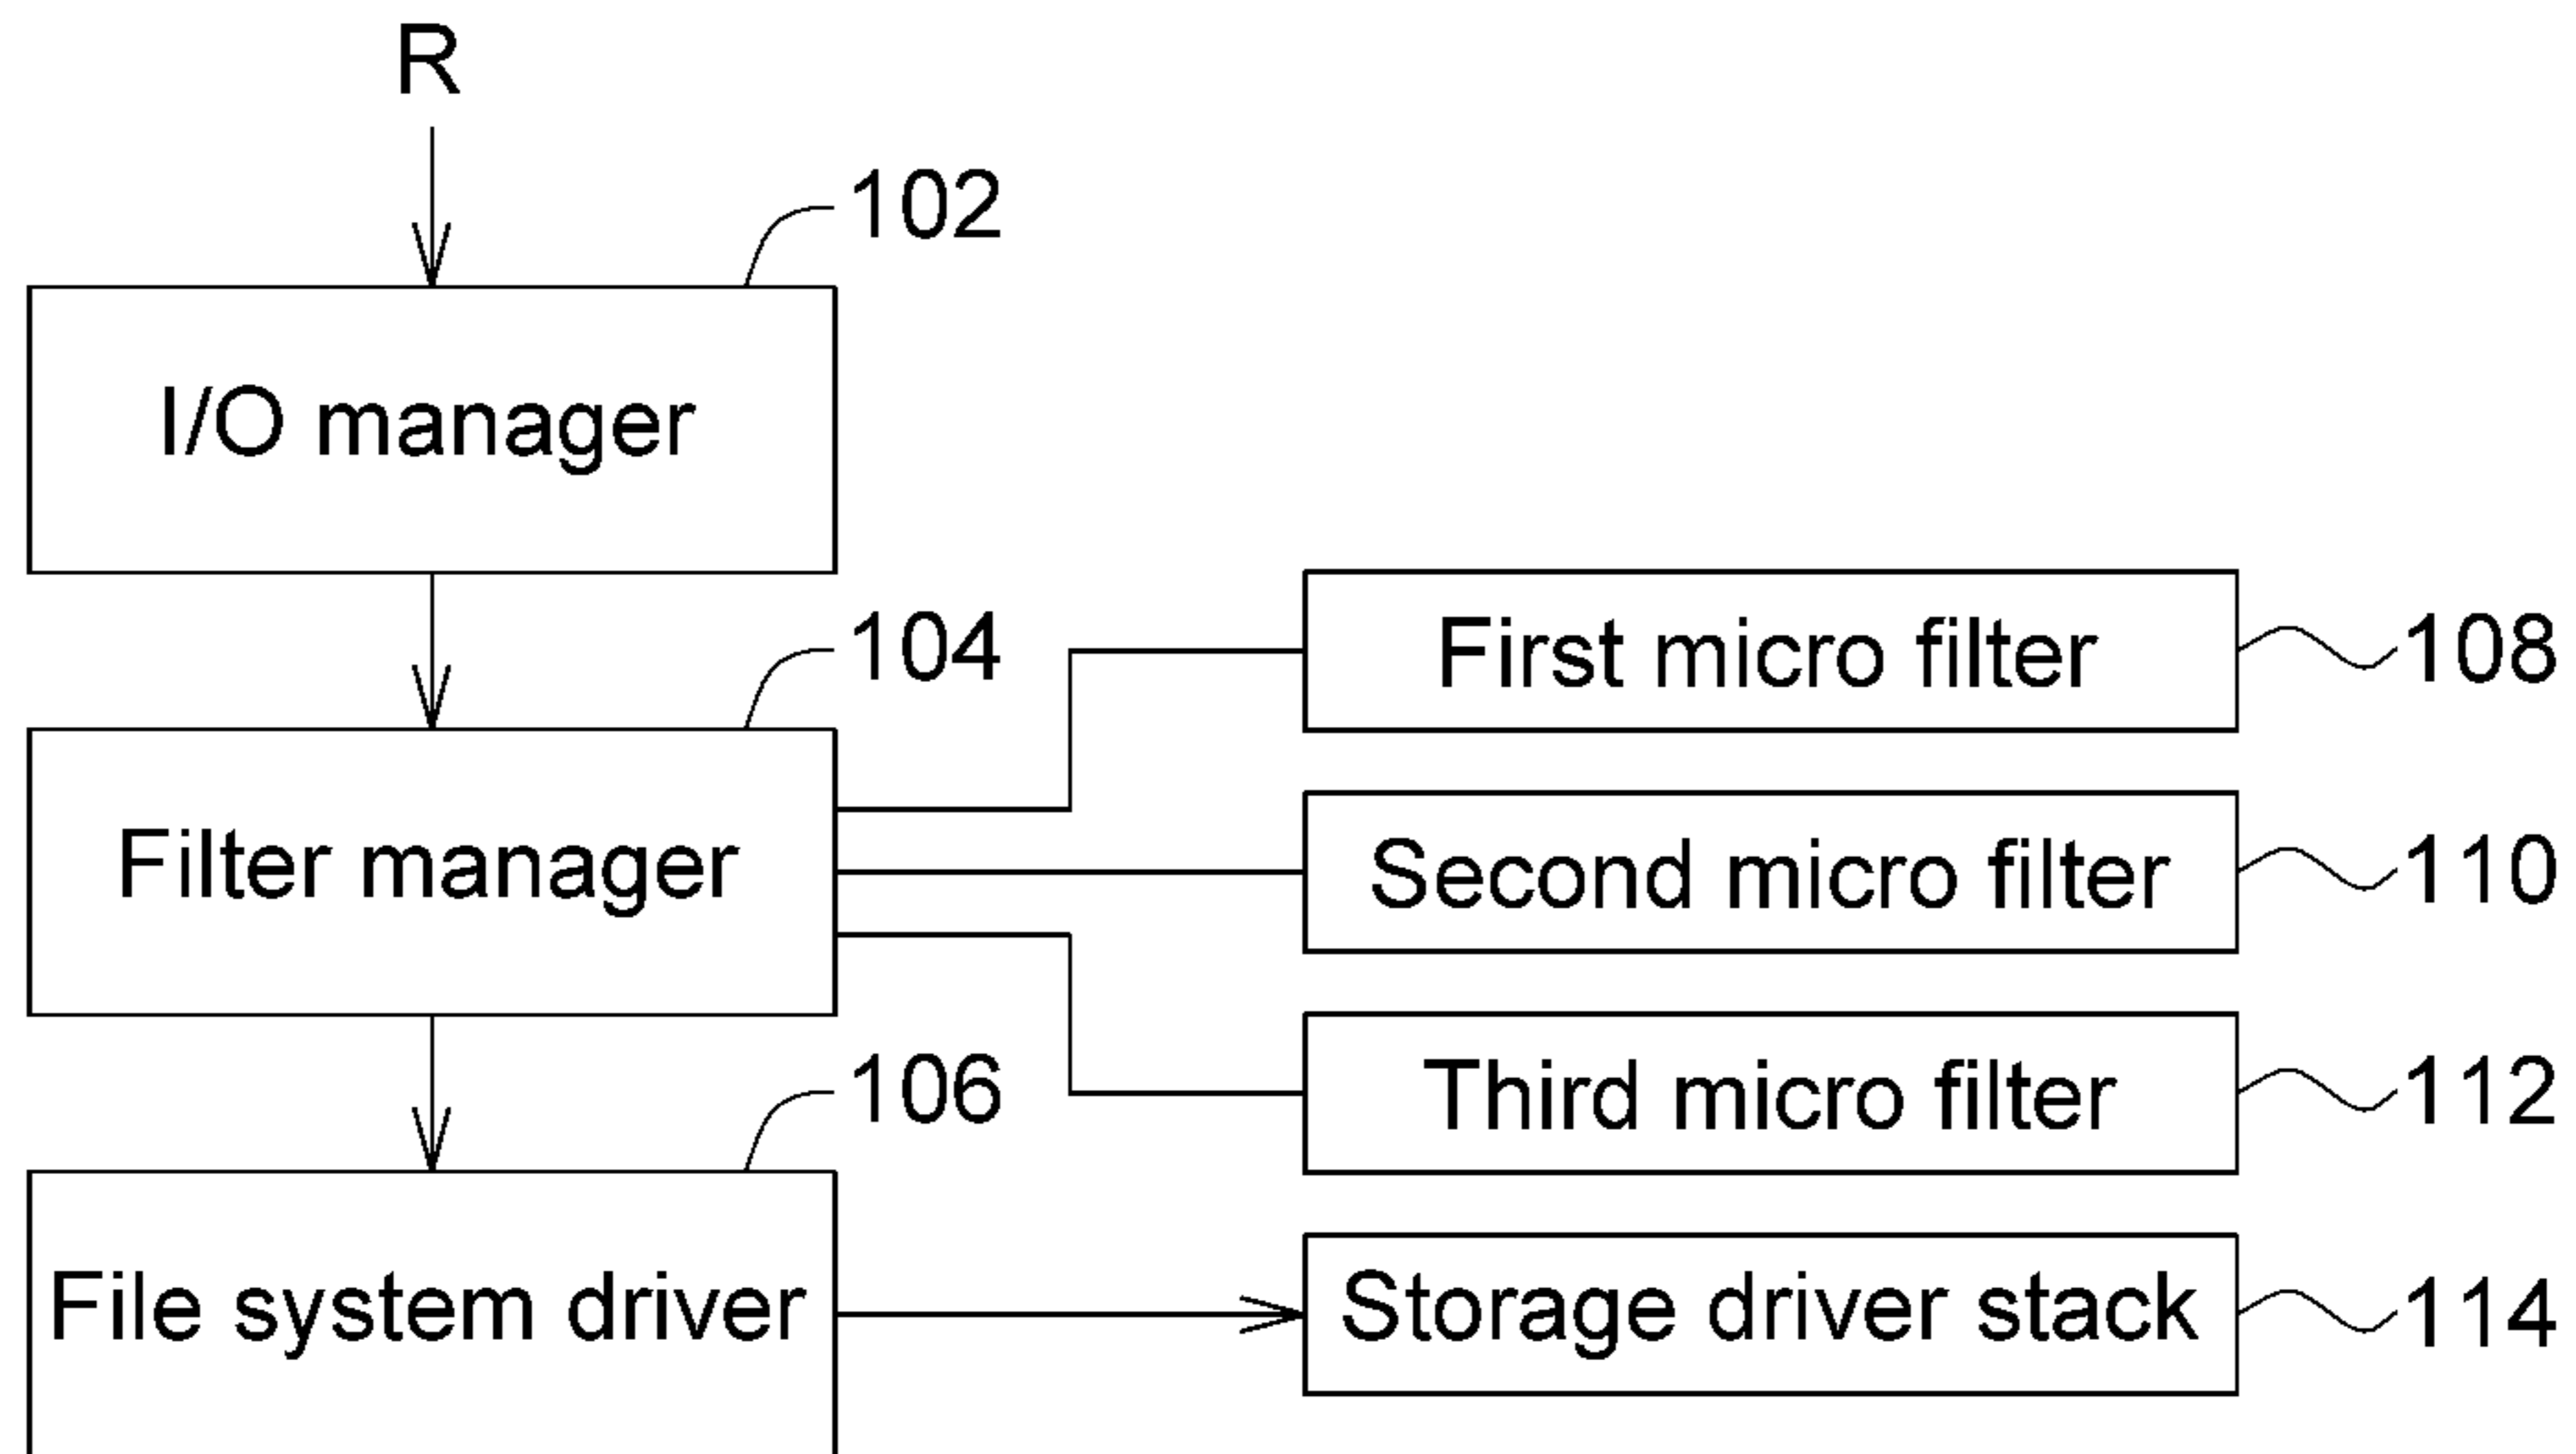 R
102
I/O manager
104
First micro filter
108
Filter manager
Second micro filter
110
106
Third micro filter
112
File system driver
Storage driver stack
114